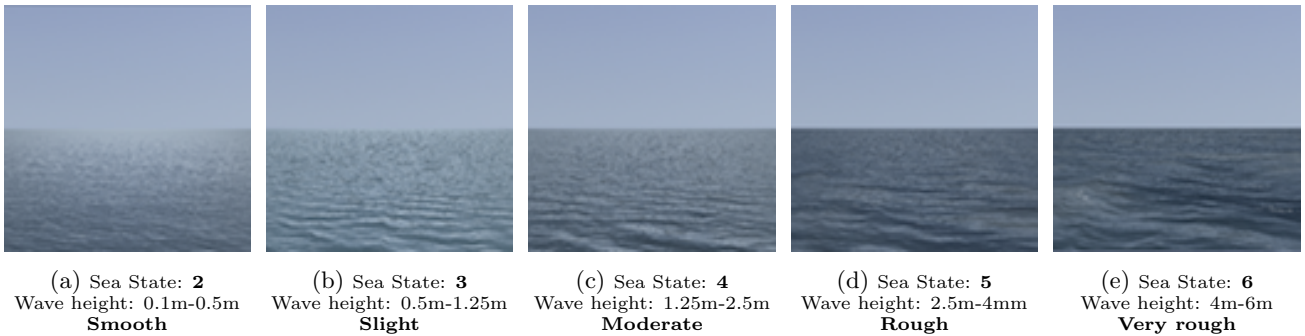 (a) Sea State: 2
Wave height: 0.1m-0.5m
Smooth
(b) Sea State: 3
Wave height: 0.5m-1.25m
Slight
(c) Sea State: 4
Wave height: 1.25m-2.5m
Moderate
(d) Sea State: 5
Wave height: 2.5m-4mm
Rough
(e) Sea State: 6
Wave height: 4m-6m
Very rough